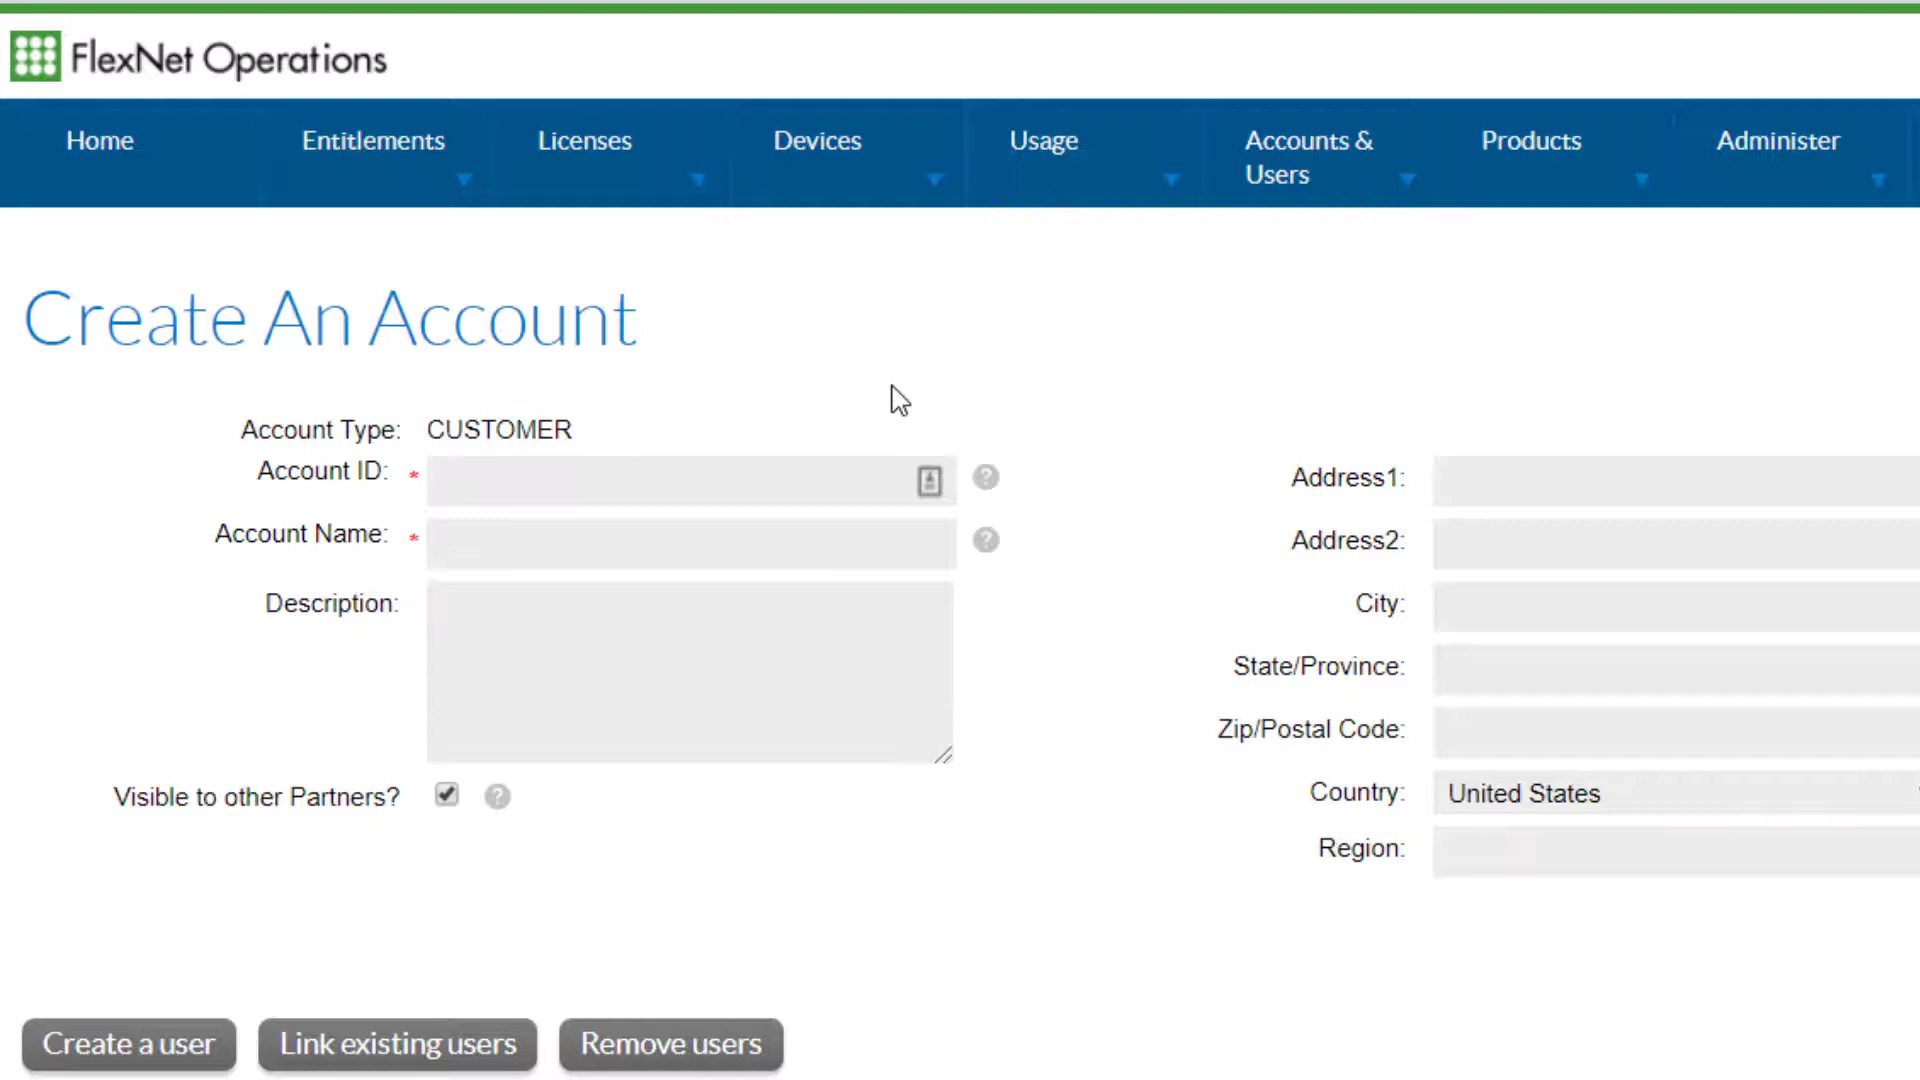 FlexNet Operations
Home
Entitlements
Licenses
Devices
Usage
Accounts &
Users
Products
Administer
Create An Account
Account Type: CUSTOMER
Account ID: *
Account Name: *
Description:
Visible to other Partners?
Address1:
Address2:
City:
State/Province:
Zip/Postal Code:
Country: United States
Region:
Create a user
Link existing users
Remove users